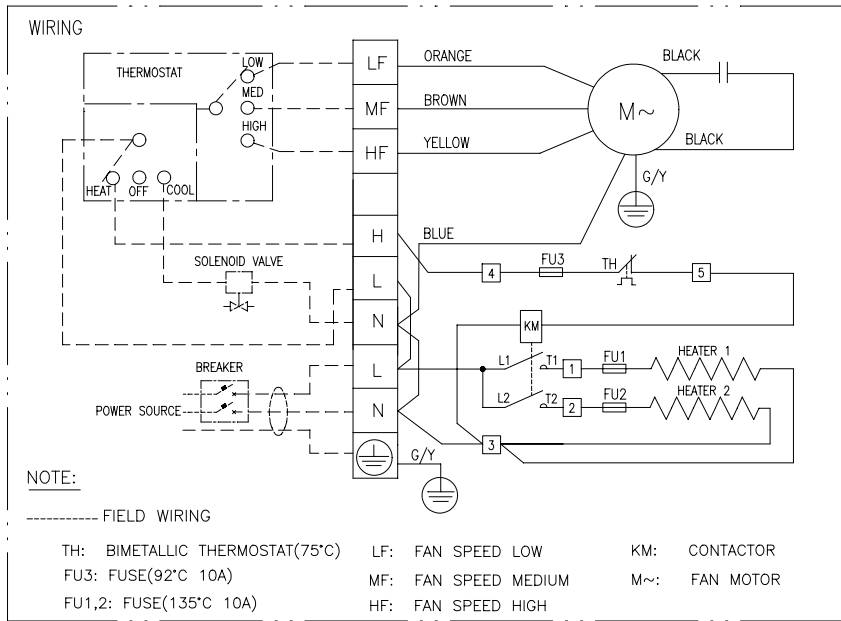 WIRING
THERMOSTAT
LOW
MED
HIGH
HEAT
OFF
COOL
SOLENOID VALVE
BREAKER
POWER SOURCE
LF
MF
HF
H
L
N
L
N
ORANGE
BROWN
YELLOW
BLUE
M~
BLACK
BLACK
G/Y
4
FU3
TH
5
KM
L1
T1
1
FU1
HEATER 1
L2
T2
2
FU2
HEATER 2
3
G/Y
NOTE:
FIELD WIRING
TH: BIMETALLIC THERMOSTAT(75°C)
FU3: FUSE(92°C 10A)
FU1,2: FUSE(135°C 10A)
LF: FAN SPEED LOW
MF: FAN SPEED MEDIUM
HF: FAN SPEED HIGH
KM: CONTACTOR
M~: FAN MOTOR